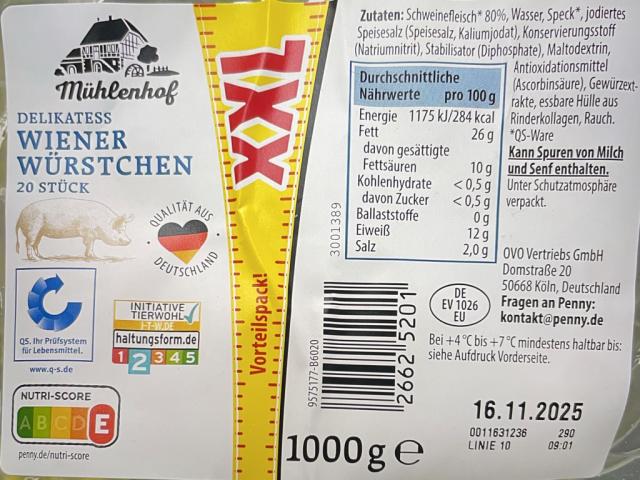 Mühlenhof
DELIKATESS
WIENER
WÜRSTCHEN
20 STÜCK
QUALITÄT AUS
DEUTSCHLAND
QS. Ihr Prüfsystem
für Lebensmittel.
www.q-s.de
INITIATIVE
TIERWOHL
I-T-W.DE
haltungsform.de
1 2 3 4 5
NUTRI-SCORE
A B C D E
penny.de/nutri-score
XXL
Vorteilspack!
Zutaten: Schweinefleisch* 80%, Wasser, Speck*, jodiertes
Speisesalz (Speisesalz, Kaliumjodat), Konservierungsstoff
(Natriumnitrit), Stabilisator (Diphosphate), Maltodextrin,
Antioxidationsmittel
(Ascorbinsäure), Gewürzext-
rakte, essbare Hülle aus
Rinderkollagen, Rauch.
*QS-Ware
Kann Spuren von Milch
und Senf enthalten.
Unter Schutzatmosphäre
verpackt.
Durchschnittliche
Nährwerte pro 100 g
Energie 1175 kJ/284 kcal
Fett 26 g
davon gesättigte
Fettsäuren 10 g
Kohlenhydrate < 0,5 g
davon Zucker < 0,5 g
Ballaststoffe 0 g
Eiweiß 12 g
Salz 2,0 g
3001389
OVO Vertriebs GmbH
Domstraße 20
50668 Köln, Deutschland
Fragen an Penny:
kontakt@penny.de
DE
EV 1026
EU
9575177-B6020
2662 5201
Bei +4 °C bis +7 °C mindestens haltbar bis:
siehe Aufdruck Vorderseite.
16.11.2025
0011631236 290
LINIE 10 09:01
1000 g e